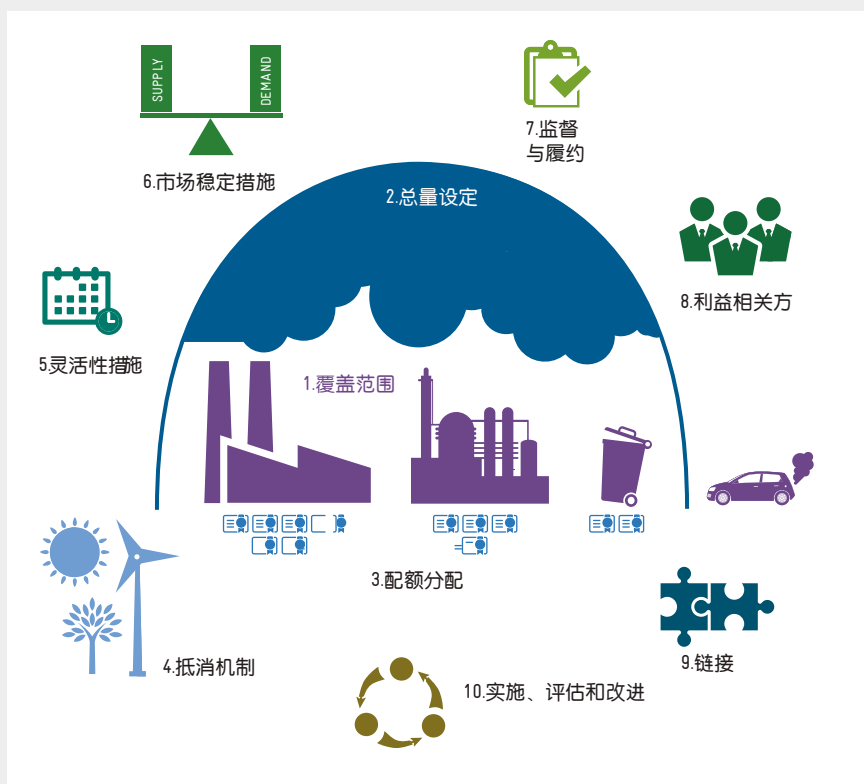 SUPPLY
DEMAND
6.市场稳定措施
7.监督
与履约
2.总量设定
8.利益相关方
5.灵活性措施
1.覆盖范围
3.配额分配
4.抵消机制
9.链接
10.实施、评估和改进